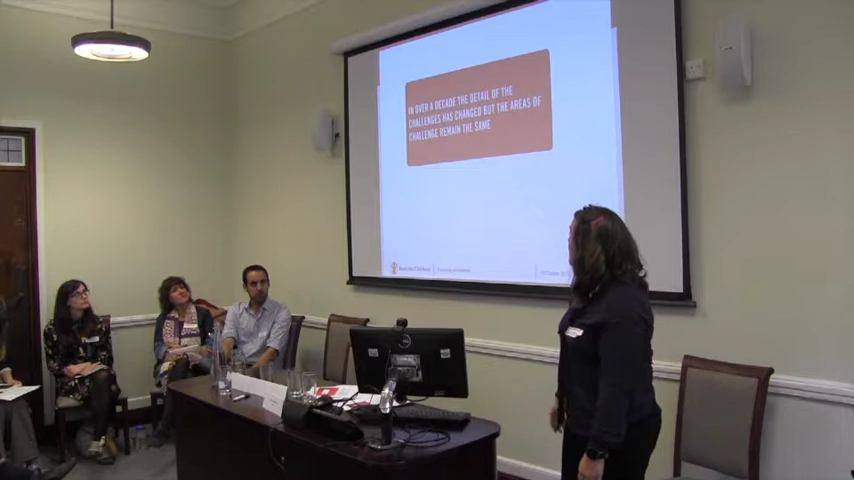 IN OVER A DECADE THE DETAIL OF THE
CHALLENGES HAS CHANGED BUT THE AREAS OF
CHALLENGE REMAIN THE SAME